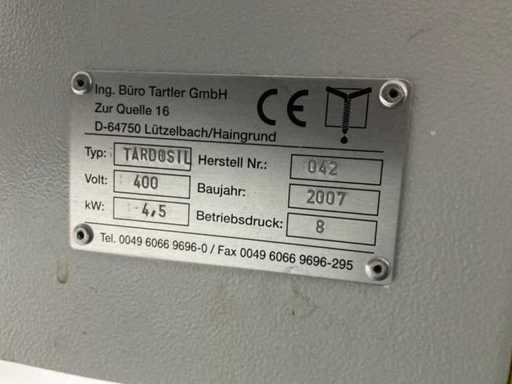 Ing. Büro Tartler GmbH
Zur Quelle 16
D-64750 Lützelbach/Haingrund
CE
Typ: TARDOSIL Herstell Nr.: 042
Volt: 400 Baujahr: 2007
kW: 4,5 Betriebsdruck: 8
Tel. 0049 6066 9696-0 / Fax 0049 6066 9696-295